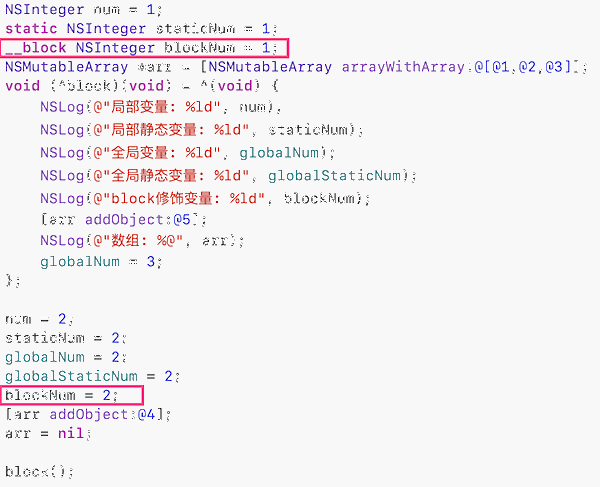 NSInteger num = 1;
static NSInteger staticNum = 1;
__block NSInteger blockNum = 1;
NSMutableArray *arr = [NSMutableArray arrayWithArray:@[@1,@2,@3]];
void (^block)(void) = ^(void) {
    NSLog(@"局部变量: %ld", num);
    NSLog(@"局部静态变量: %ld", staticNum);
    NSLog(@"全局变量: %ld", globalNum);
    NSLog(@"全局静态变量: %ld", globalStaticNum);
    NSLog(@"block修饰变量: %ld", blockNum);
    [arr addObject:@5];
    NSLog(@"数组: %@", arr);
    globalNum = 3;
};
num = 2;
staticNum = 2;
globalNum = 2;
globalStaticNum = 2;
blockNum = 2;
[arr addObject:@4];
arr = nil;
block();